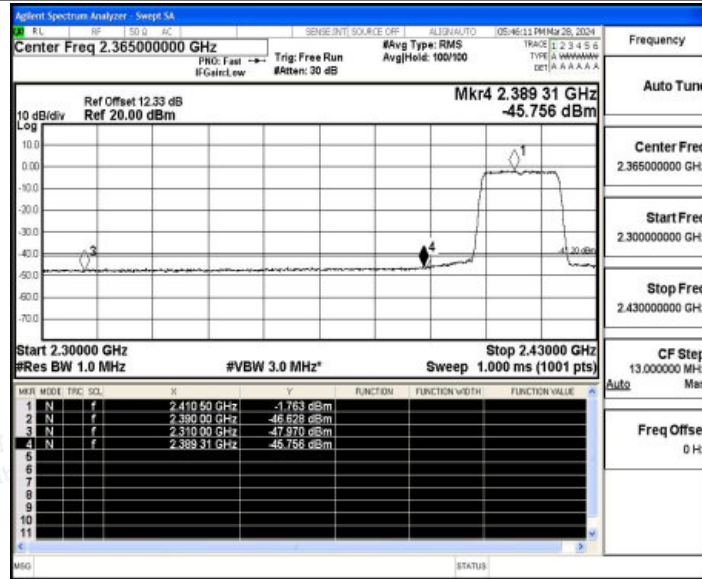 Agilent Spectrum Analyzer - Swept SA
RL RF 50 Ω AC SENSE:INT SOURCE OFF ALIGNAUTO 05:46:11 PM Mar 28, 2024
Center Freq 2.365000000 GHz
PNO: Fast
IFGain:Low
Trig: Free Run
#Atten: 30 dB
#Avg Type: RMS
Avg|Hold: 100/100
TRACE 1 2 3 4 5 6
TYPE A WWWWW
DET A A A A A A
Ref Offset 12.33 dB
10 dB/div Ref 20.00 dBm
Log
Mkr4 2.389 31 GHz
-45.756 dBm
10.0
0.00
-10.0
-20.0
-30.0
-40.0
-50.0
-60.0
-70.0
1
3
4
-41.20 dBm
Start 2.30000 GHz Stop 2.43000 GHz
#Res BW 1.0 MHz #VBW 3.0 MHz* Sweep 1.000 ms (1001 pts)
MKR MODE TRC SCL X Y FUNCTION FUNCTION WIDTH FUNCTION VALUE
1 N f 2.410 50 GHz -1.763 dBm
2 N f 2.390 00 GHz -46.628 dBm
3 N f 2.310 00 GHz -47.970 dBm
4 N f 2.389 31 GHz -45.756 dBm
5
6
7
8
9
10
11
MSG STATUS
Frequency
Auto Tune
Center Freq
2.365000000 GHz
Start Freq
2.300000000 GHz
Stop Freq
2.430000000 GHz
CF Step
13.000000 MHz
Auto Man
Freq Offset
0 Hz